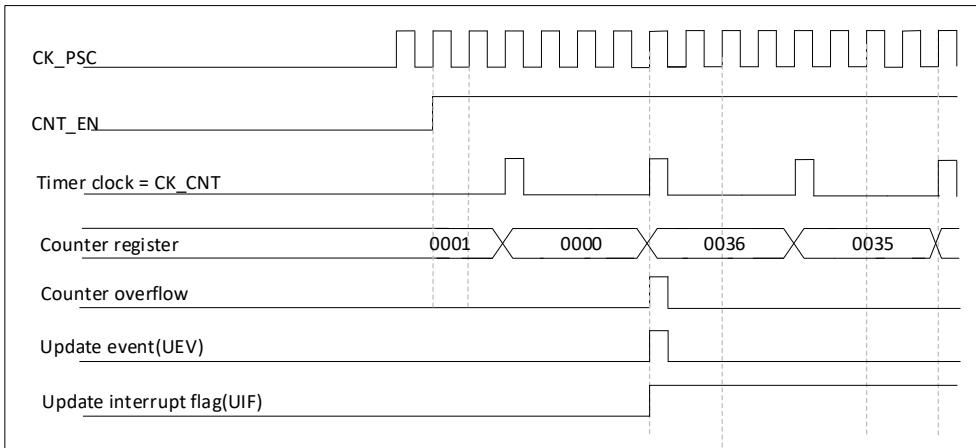 CK_PSC
CNT_EN
Timer clock = CK_CNT
Counter register 0001 0000 0036 0035
Counter overflow
Update event(UEV)
Update interrupt flag(UIF)